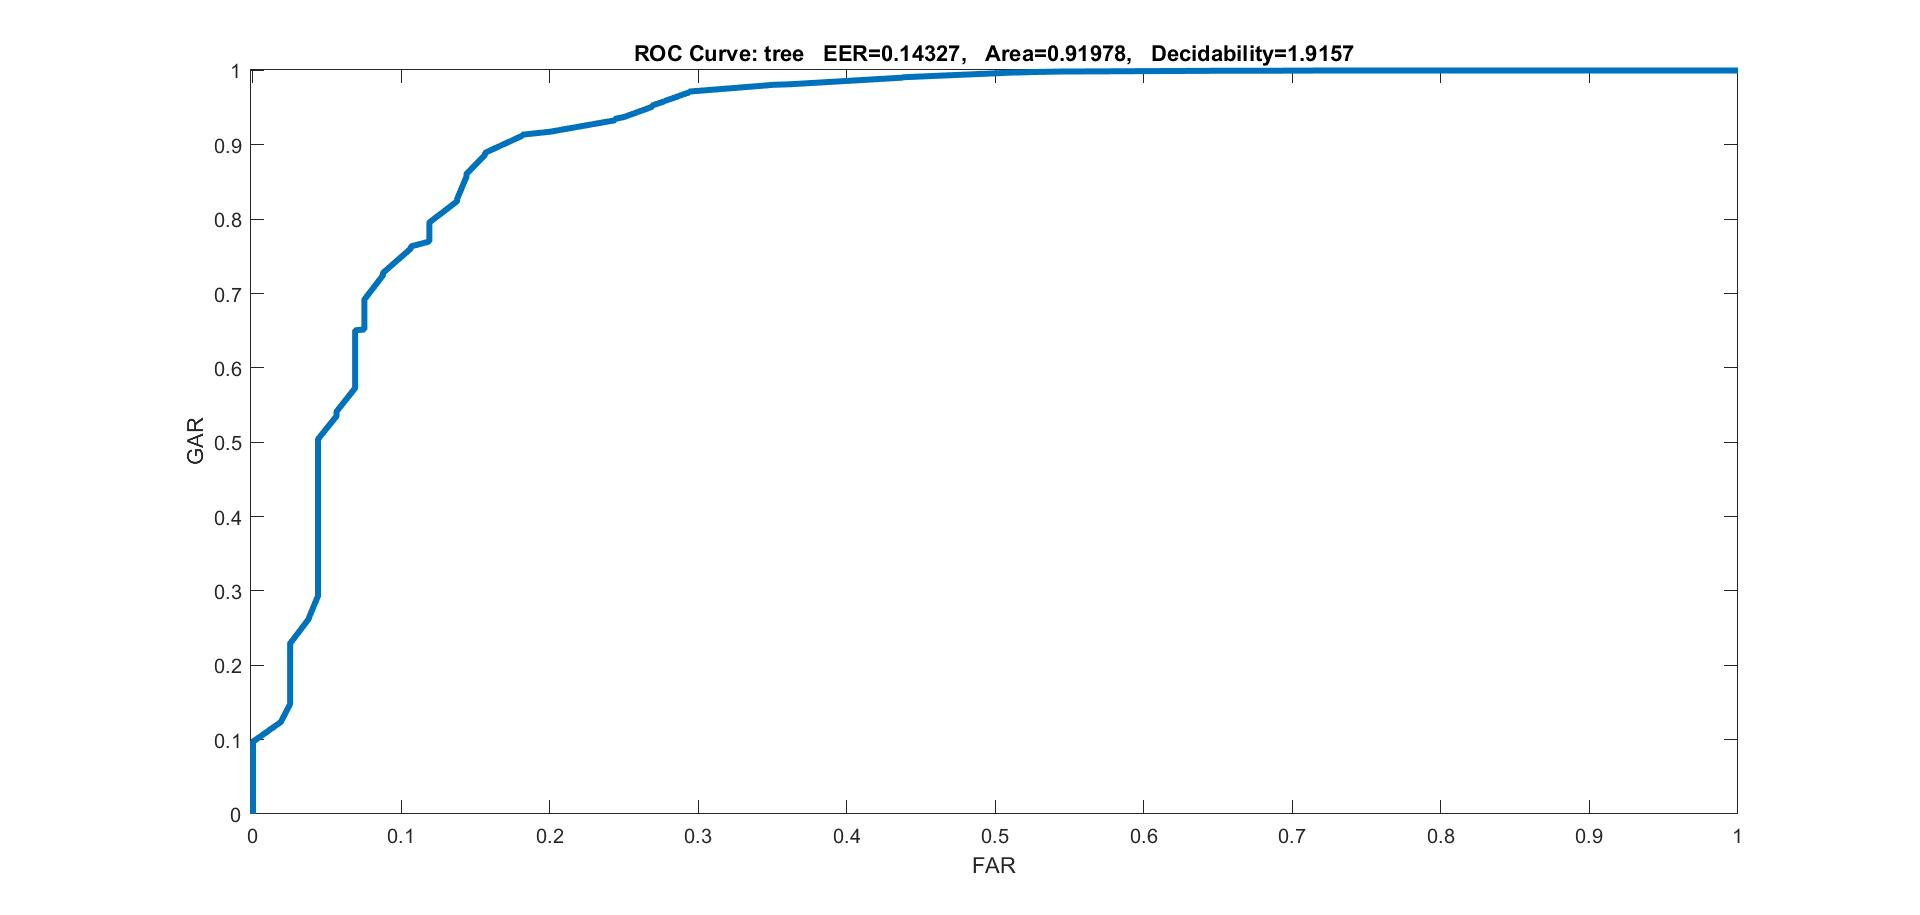 ROC Curve: tree   EER=0.14327,   Area=0.91978,   Decidability=1.9157
1
0.9
0.8
0.7
0.6
0.5
0.4
0.3
0.2
0.1
0
GAR
0 0.1 0.2 0.3 0.4 0.5 0.6 0.7 0.8 0.9 1
FAR